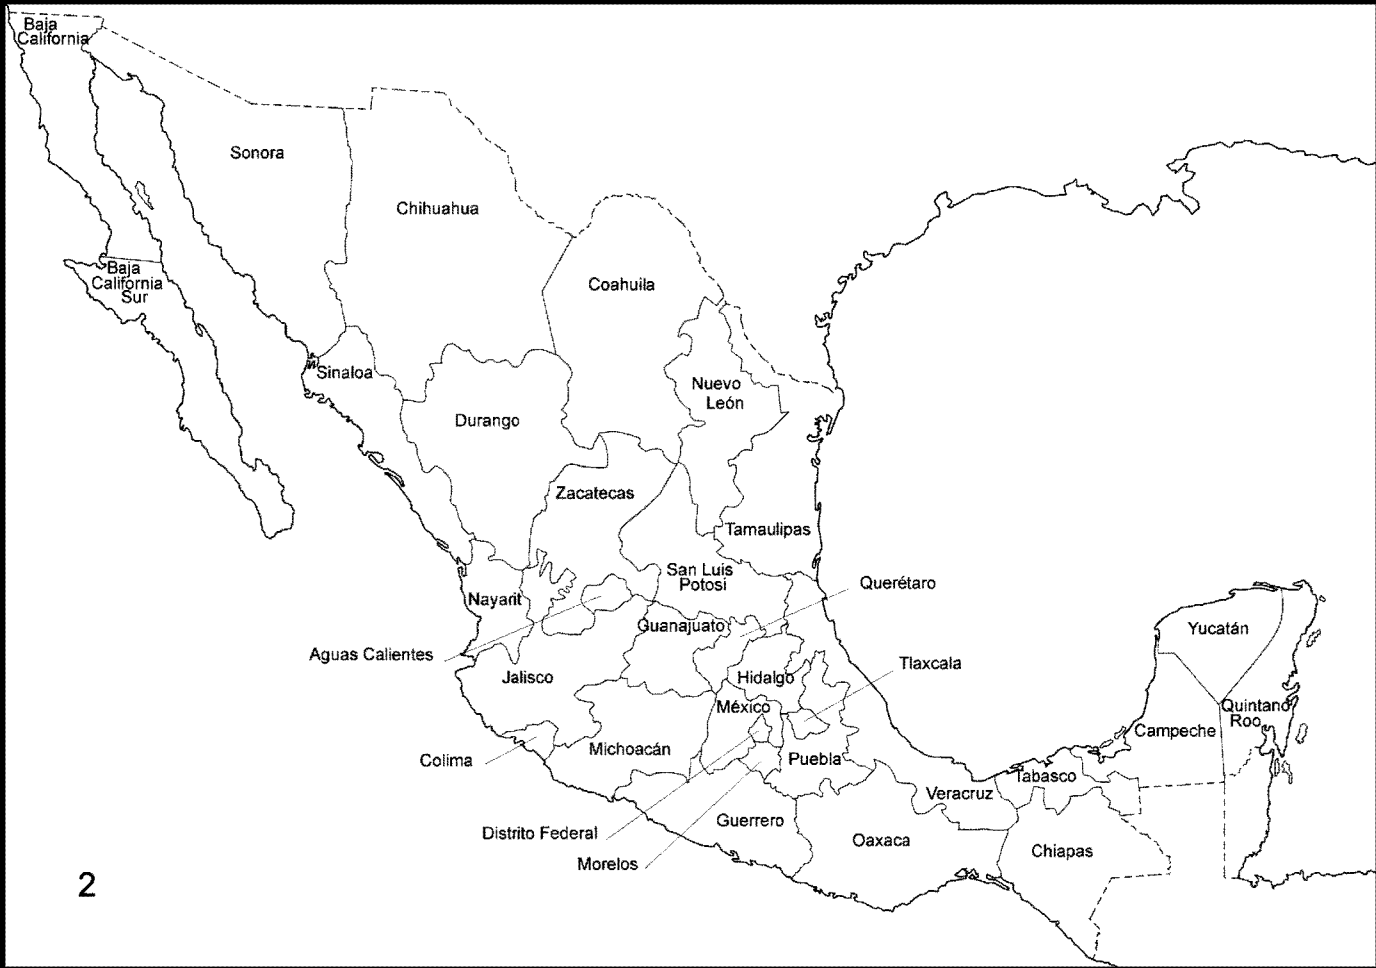 Baja
California
Sonora
Chihuahua
Baja
California
Sur
Coahuila
Sinaloa
Nuevo
León
Durango
Zacatecas
Tamaulipas
San Luis
Potosi
Querétaro
Nayarit
Guanajuato
Yucatán
Aguas Calientes
Jalisco
Hidalgo
Tlaxcala
México
Quintano
Roo
Campeche
Michoacán
Colima
Puebla
Tabasco
Veracruz
Distrito Federal
Guerrero
Oaxaca
Chiapas
Morelos
2